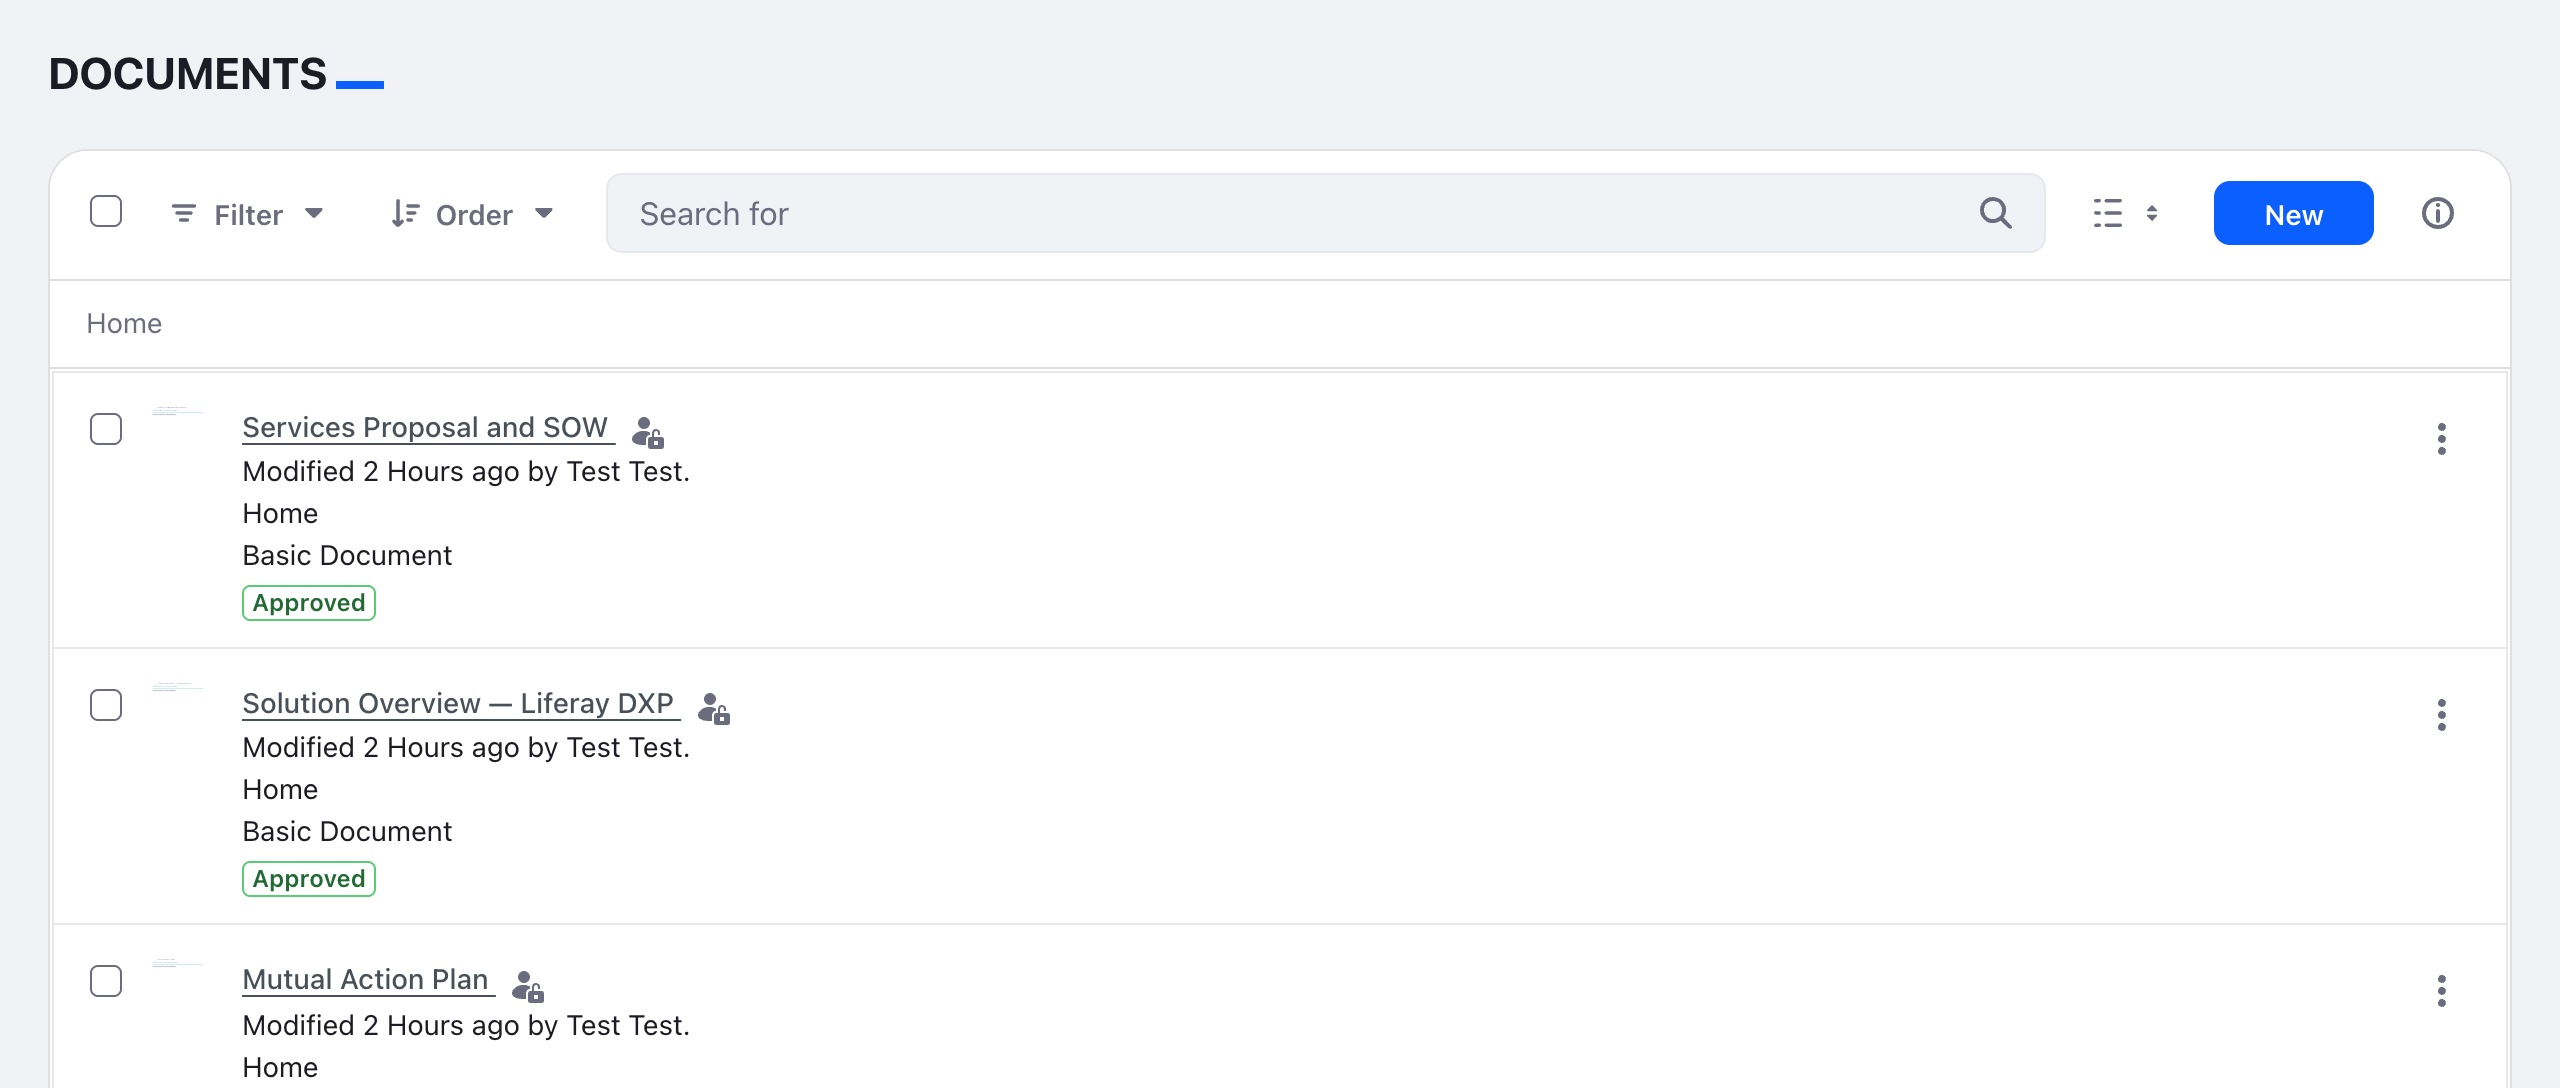 DOCUMENTS
Filter
Order
Search for
New
Home
Services Proposal and SOW
Modified 2 Hours ago by Test Test.
Home
Basic Document
Approved
Solution Overview — Liferay DXP
Modified 2 Hours ago by Test Test.
Home
Basic Document
Approved
Mutual Action Plan
Modified 2 Hours ago by Test Test.
Home